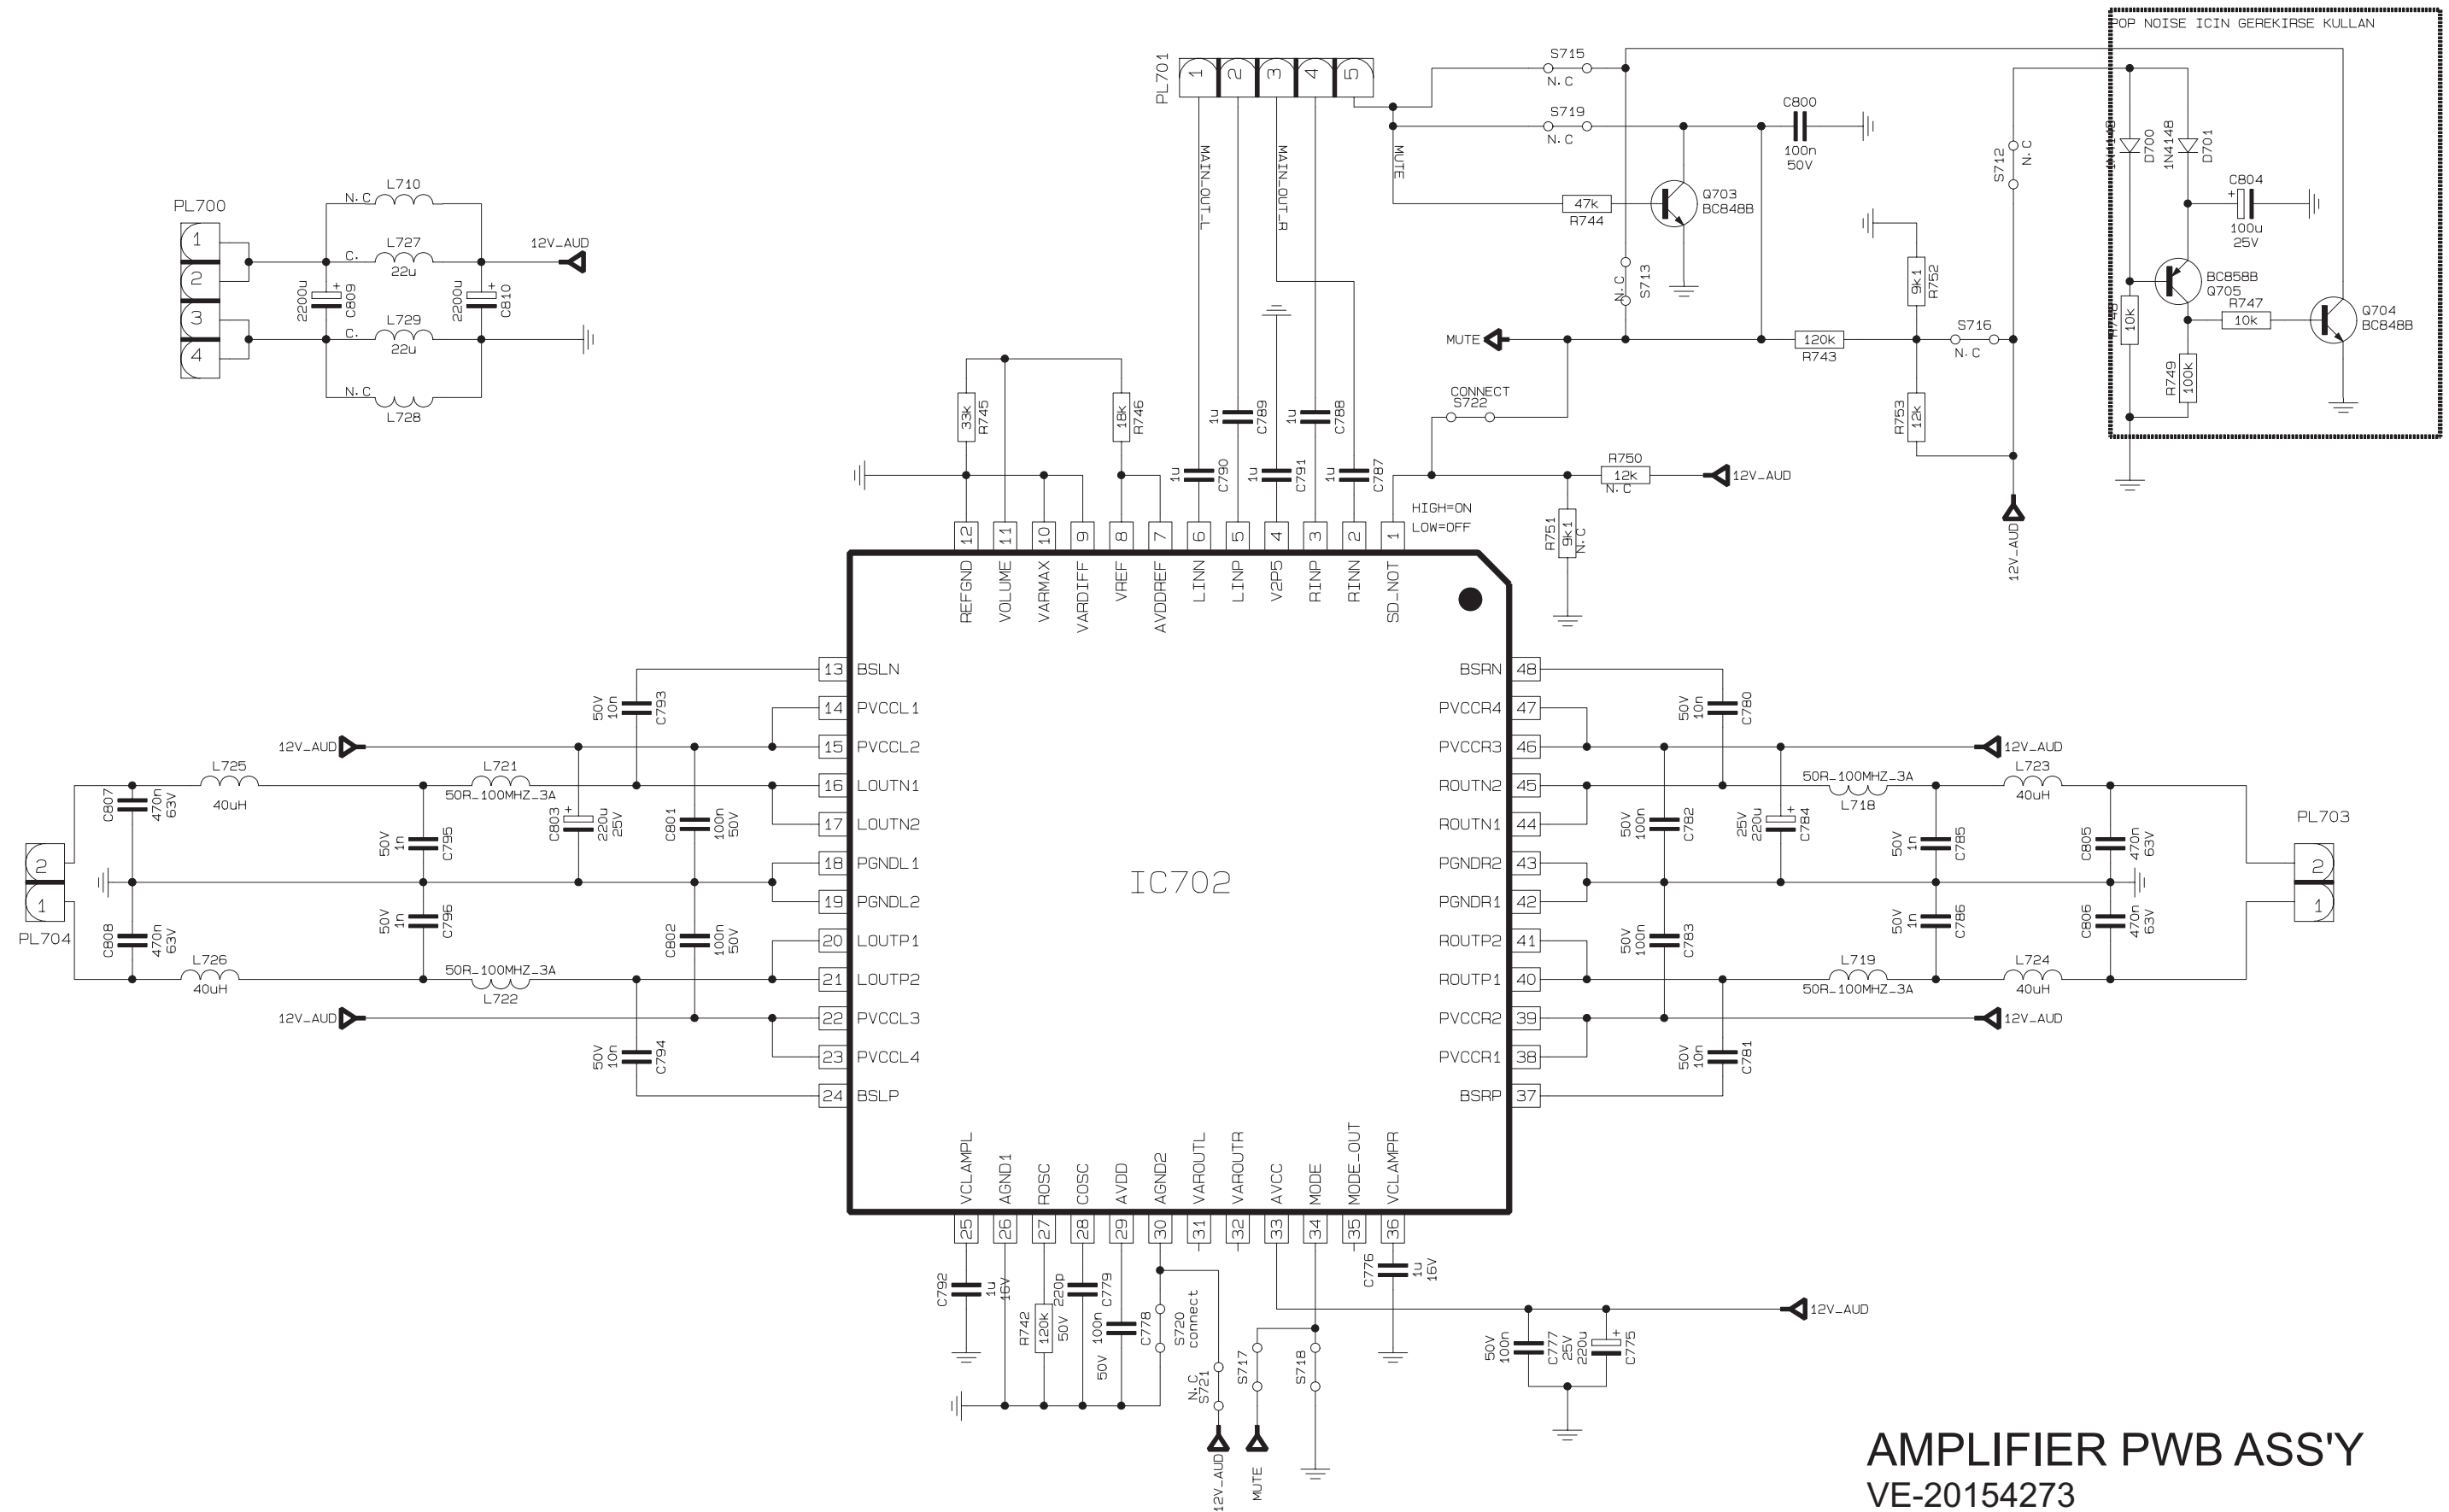 POP NOISE ICIN GEREKIRSE KULLAN
PL701
1 2 3 4 5
S715
N.C
S719
N.C
C800
100n
50V
MAIN_OUT_L
MAIN_OUT_R
MUTE
47k
R744
Q703
BC848B
N.C
S713
S712
N.C
D700
1N4148
D701
C804
+
100u
25V
BC858B
Q705
R747
10k
Q704
BC848B
10k
R749
100k
PL700
1
2
3
4
N.C
L710
C.
L727
22u
12V_AUD
2200u
+
C809
2200u
+
C810
C.
L729
22u
N.C
L728
MUTE
120k
R743
9k1
R752
S716
N.C
R753
12k
12V_AUD
CONNECT
S722
R750
12k
N.C
12V_AUD
R751
9k1
N.C
HIGH=ON
LOW=OFF
33k
R745
18k
R746
1u
C790
1u
C789
1u
C791
1u
C788
1u
C787
12 11 10 9 8 7 6 5 4 3 2 1
REFGND
VOLUME
VARMAX
VARDIFF
VREF
AVDDREF
LINN
LINP
V2P5
RINP
RINN
SD_NOT
IC702
13 BSLN
14 PVCCL1
15 PVCCL2
16 LOUTN1
17 LOUTN2
18 PGNDL1
19 PGNDL2
20 LOUTP1
21 LOUTP2
22 PVCCL3
23 PVCCL4
24 BSLP
BSRN 48
PVCCR4 47
PVCCR3 46
ROUTN2 45
ROUTN1 44
PGNDR2 43
PGNDR1 42
ROUTP2 41
ROUTP1 40
PVCCR2 39
PVCCR1 38
BSRP 37
50V
10n
C793
12V_AUD
L725
40uH
L721
50R_100MHZ_3A
C807
470n
63V
50V
1n
C795
C803
+
220u
25V
C801
100n
50V
2
1
PL704
C808
470n
63V
50V
1n
C796
C802
100n
50V
L726
40uH
50R_100MHZ_3A
L722
12V_AUD
50V
10n
C794
50V
10n
C780
12V_AUD
50R_100MHZ_3A
L718
L723
40uH
50V
100n
C782
25V
220u
+
C784
50V
1n
C785
C805
470n
63V
PL703
2
1
50V
100n
C783
50V
1n
C786
C806
470n
63V
L719
50R_100MHZ_3A
L724
40uH
12V_AUD
50V
10n
C781
VCLAMPL
AGND1
ROSC
COSC
AVDD
AGND2
VAROUTL
VAROUTR
AVCC
MODE
MODE_OUT
VCLAMPR
25 26 27 28 29 30 31 32 33 34 35 36
C792
1u
16V
R742
120k
220p
50V
C779
100n
50V
C778
S720
connect
N.C
S721
12V_AUD
S717
MUTE
S718
C776
1u
16V
12V_AUD
50V
100n
C777
25V
220u
+
C775
AMPLIFIER PWB ASS'Y
VE-20154273